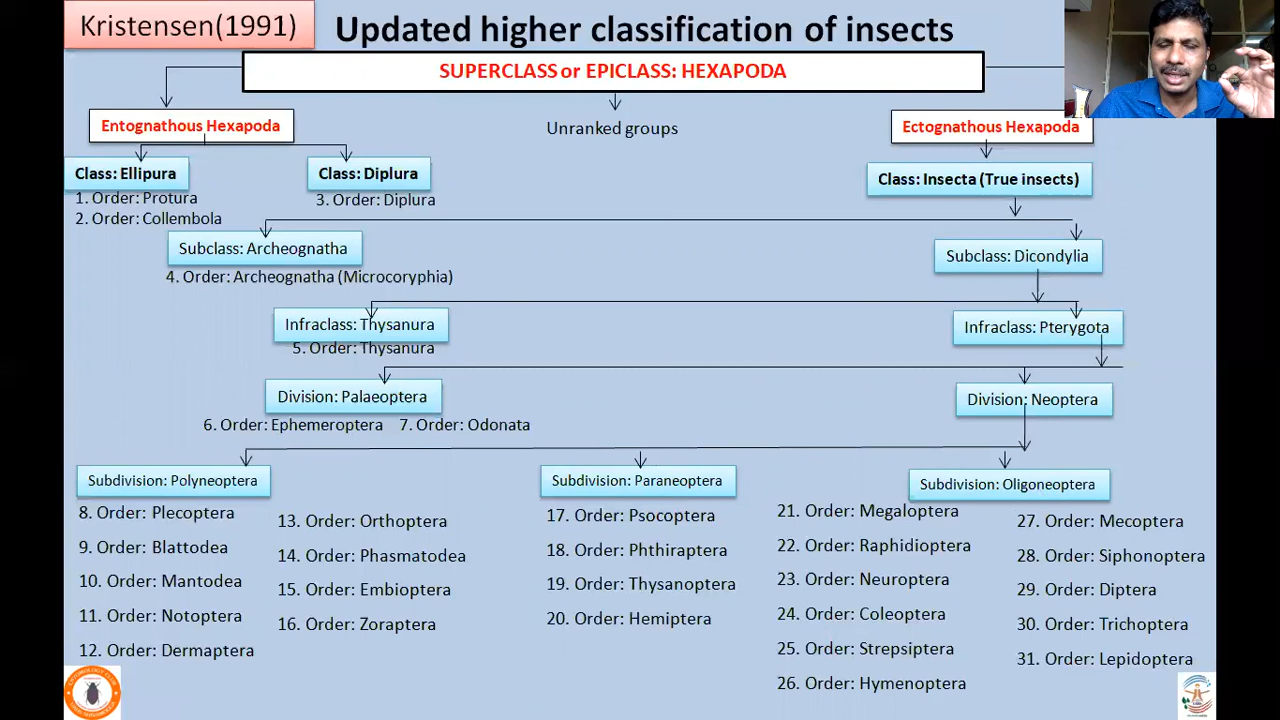 Kristensen(1991)
Updated higher classification of insects
SUPERCLASS or EPICLASS: HEXAPODA
Entognathous Hexapoda
Unranked groups
Ectognathous Hexapoda
Class: Ellipura
Class: Diplura
Class: Insecta (True insects)
1. Order: Protura
2. Order: Collembola
3. Order: Diplura
Subclass: Archeognatha
Subclass: Dicondylia
4. Order: Archeognatha (Microcoryphia)
Infraclass: Thysanura
Infraclass: Pterygota
5. Order: Thysanura
Division: Palaeoptera
Division: Neoptera
6. Order: Ephemeroptera 7. Order: Odonata
Subdivision: Polyneoptera
Subdivision: Paraneoptera
Subdivision: Oligoneoptera
8. Order: Plecoptera
9. Order: Blattodea
10. Order: Mantodea
11. Order: Notoptera
12. Order: Dermaptera
13. Order: Orthoptera
14. Order: Phasmatodea
15. Order: Embioptera
16. Order: Zoraptera
17. Order: Psocoptera
18. Order: Phthiraptera
19. Order: Thysanoptera
20. Order: Hemiptera
21. Order: Megaloptera
22. Order: Raphidioptera
23. Order: Neuroptera
24. Order: Coleoptera
25. Order: Strepsiptera
26. Order: Hymenoptera
27. Order: Mecoptera
28. Order: Siphonoptera
29. Order: Diptera
30. Order: Trichoptera
31. Order: Lepidoptera